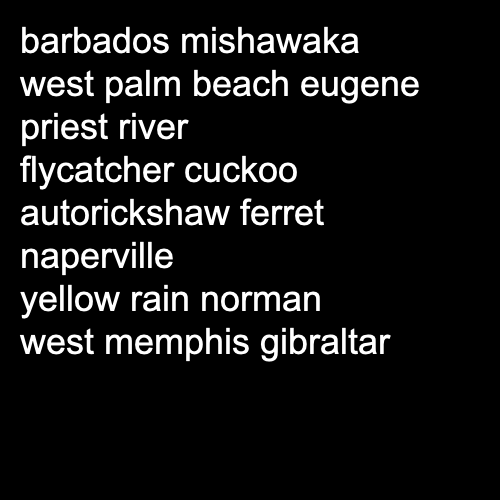 barbados mishawaka
west palm beach eugene
priest river
flycatcher cuckoo
autorickshaw ferret
naperville
yellow rain norman
west memphis gibraltar